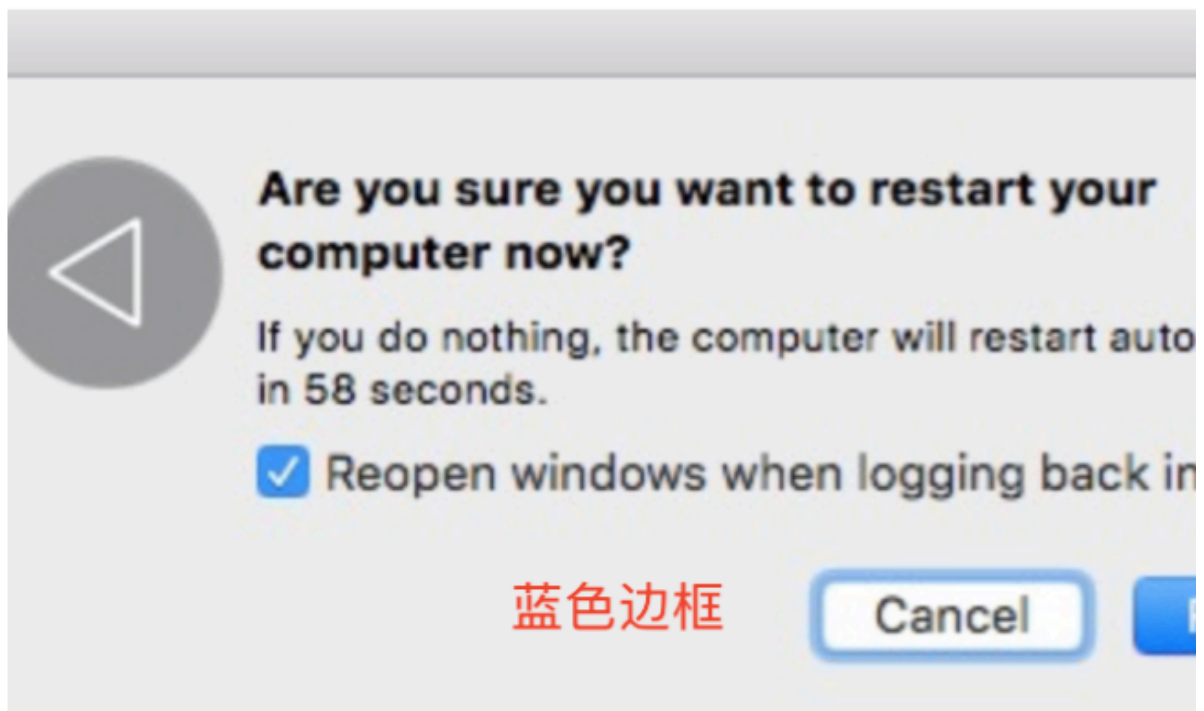 Are you sure you want to restart your
computer now?
If you do nothing, the computer will restart auto
in 58 seconds.
Reopen windows when logging back in
蓝色边框 Cancel